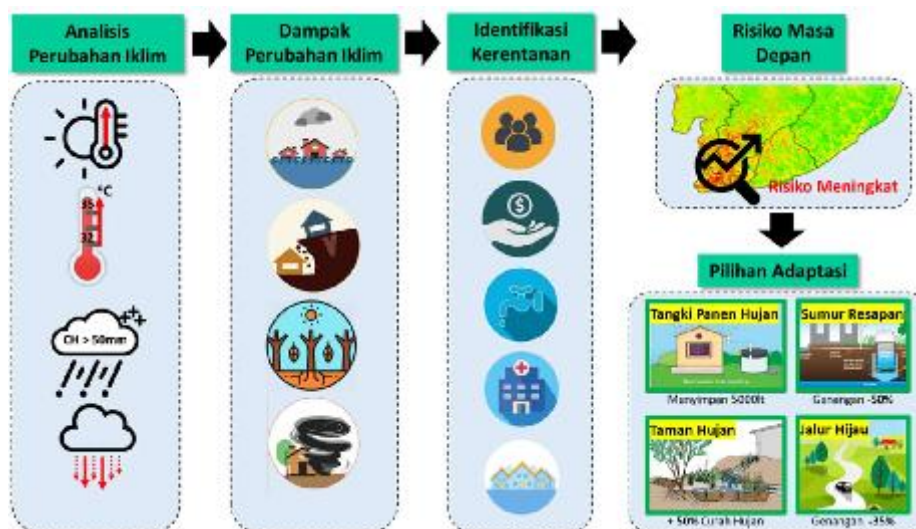 Analisis
Perubahan Iklim
Dampak
Perubahan Iklim
Identifikasi
Kerentanan
Risiko Masa
Depan
°C
35
32
CH > 50mm
Risiko Meningkat
Pilihan Adaptasi
Tangki Panen Hujan
Menyimpan 5000lt
Sumur Resapan
Genangan -50%
Taman Hujan
+ 50% Curah Hujan
Jalur Hijau
Genangan -35%